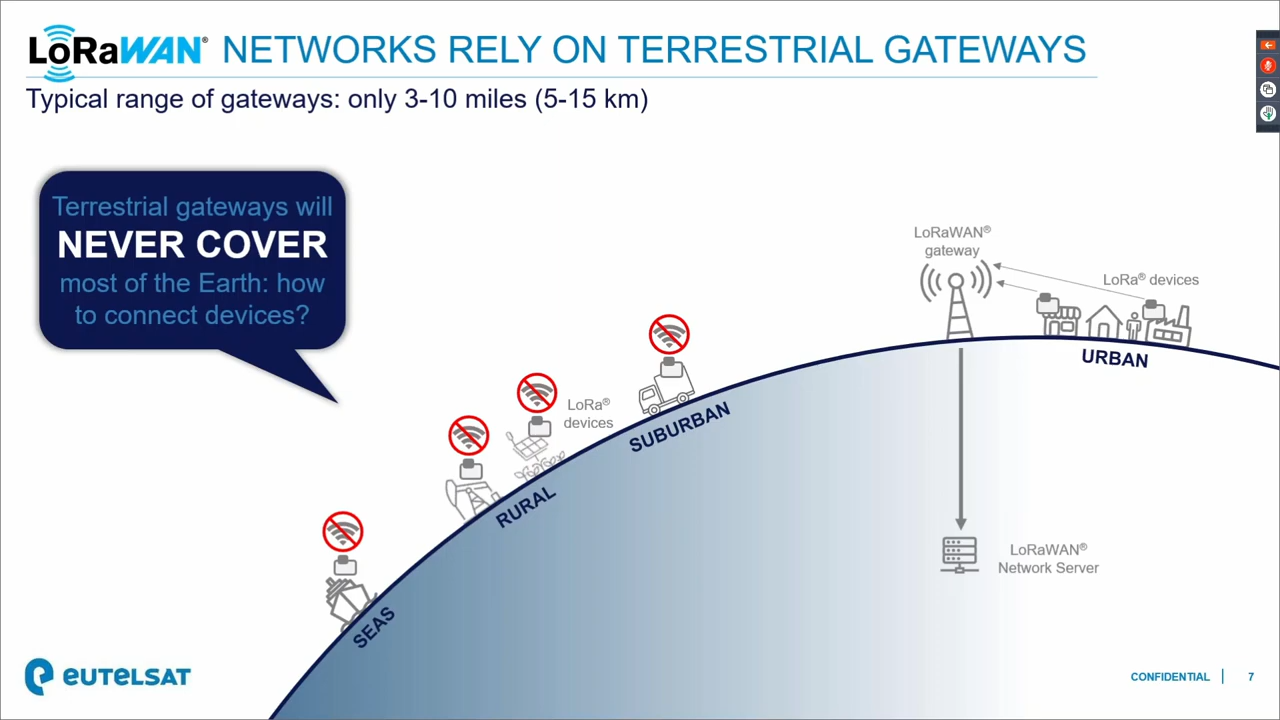 LoRaWAN® NETWORKS RELY ON TERRESTRIAL GATEWAYS
Typical range of gateways: only 3-10 miles (5-15 km)
Terrestrial gateways will
NEVER COVER
most of the Earth: how
to connect devices?
LoRaWAN®
gateway
LoRa® devices
URBAN
LoRa®
devices
SUBURBAN
RURAL
SEAS
LoRaWAN®
Network Server
eutelsat
CONFIDENTIAL | 7